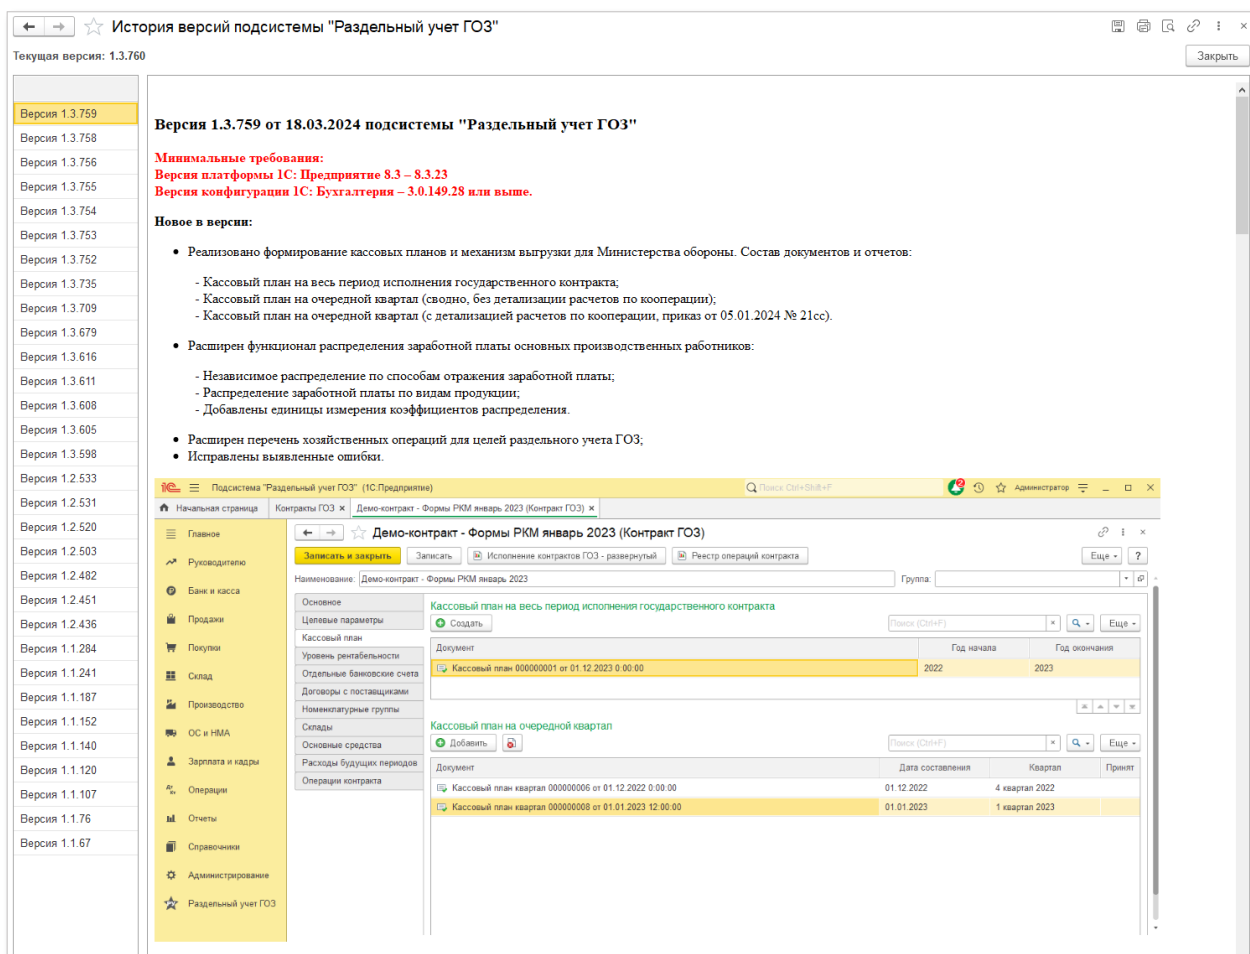 История версий подсистемы "Раздельный учет ГОЗ"
Текущая версия: 1.3.760
Закрыть
Версия 1.3.759
Версия 1.3.758
Версия 1.3.756
Версия 1.3.755
Версия 1.3.754
Версия 1.3.753
Версия 1.3.752
Версия 1.3.735
Версия 1.3.709
Версия 1.3.679
Версия 1.3.616
Версия 1.3.611
Версия 1.3.608
Версия 1.3.605
Версия 1.3.598
Версия 1.2.533
Версия 1.2.531
Версия 1.2.520
Версия 1.2.503
Версия 1.2.482
Версия 1.2.451
Версия 1.2.436
Версия 1.1.284
Версия 1.1.241
Версия 1.1.187
Версия 1.1.152
Версия 1.1.140
Версия 1.1.120
Версия 1.1.107
Версия 1.1.76
Версия 1.1.67
Версия 1.3.759 от 18.03.2024 подсистемы "Раздельный учет ГОЗ"
Минимальные требования:
Версия платформы 1С: Предприятие 8.3 – 8.3.23
Версия конфигурации 1С: Бухгалтерия – 3.0.149.28 или выше.
Новое в версии:
• Реализовано формирование кассовых планов и механизм выгрузки для Министерства обороны. Состав документов и отчетов:
- Кассовый план на весь период исполнения государственного контракта;
- Кассовый план на очередной квартал (сводно, без детализации расчетов по кооперации);
- Кассовый план на очередной квартал (с детализацией расчетов по кооперации, приказ от 05.01.2024 № 21сс).
• Расширен функционал распределения заработной платы основных производственных работников:
- Независимое распределение по способам отражения заработной платы;
- Распределение заработной платы по видам продукции;
- Добавлены единицы измерения коэффициентов распределения.
• Расширен перечень хозяйственных операций для целей раздельного учета ГОЗ;
• Исправлены выявленные ошибки.
Подсистема "Раздельный учет ГОЗ" (1С:Предприятие)
Поиск Ctrl+Shift+F
2
Администратор
Начальная страница
Контракты ГОЗ ×
Демо-контракт - Формы РКМ январь 2023 (Контракт ГОЗ) ×
Главное
Руководителю
Банк и касса
Продажи
Покупки
Склад
Производство
ОС и НМА
Зарплата и кадры
Операции
Отчеты
Справочники
Администрирование
Раздельный учет ГОЗ
Демо-контракт - Формы РКМ январь 2023 (Контракт ГОЗ)
Записать и закрыть
Записать
Исполнение контрактов ГОЗ - развернутый
Реестр операций контракта
Еще
?
Наименование: Демо-контракт - Формы РКМ январь 2023
Группа:
Основное
Целевые параметры
Кассовый план
Уровень рентабельности
Отдельные банковские счета
Договоры с поставщиками
Номенклатурные группы
Склады
Основные средства
Расходы будущих периодов
Операции контракта
Кассовый план на весь период исполнения государственного контракта
Создать
Поиск (Ctrl+F)
×
Еще
Документ
Год начала
Год окончания
Кассовый план 000000001 от 01.12.2023 0:00:00
2022
2023
Кассовый план на очередной квартал
Добавить
Поиск (Ctrl+F)
×
Еще
Документ
Дата составления
Квартал
Принят
Кассовый план квартал 000000006 от 01.12.2022 0:00:00
01.12.2022
4 квартал 2022
Кассовый план квартал 000000008 от 01.01.2023 12:00:00
01.01.2023
1 квартал 2023